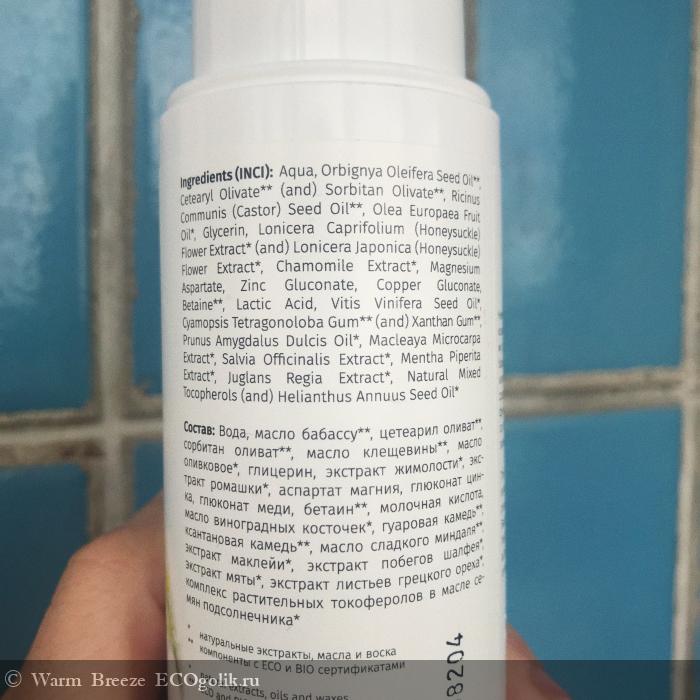 Ingredients (INCI): Aqua, Orbignya Oleifera Seed Oil**,
Cetearyl Olivate** (and) Sorbitan Olivate**, Ricinus
Communis (Castor) Seed Oil**, Olea Europaea Fruit
Oil*, Glycerin, Lonicera Caprifolium (Honeysuckle)
Flower Extract* (and) Lonicera Japonica (Honeysuckle)
Flower Extract*, Chamomile Extract*, Magnesium
Aspartate, Zinc Gluconate, Copper Gluconate,
Betaine**, Lactic Acid, Vitis Vinifera Seed Oil*,
Cyamopsis Tetragonoloba Gum** (and) Xanthan Gum**,
Prunus Amygdalus Dulcis Oil*, Macleaya Microcarpa
Extract*, Salvia Officinalis Extract*, Mentha Piperita
Extract*, Juglans Regia Extract*, Natural Mixed
Tocopherols (and) Helianthus Annuus Seed Oil*
Состав: Вода, масло бабассу**, цетеарил оливат**,
сорбитан оливат**, масло клещевины**, масло
оливковое*, глицерин, экстракт жимолости*, экс-
тракт ромашки*, аспартат магния, глюконат цин-
ка, глюконат меди, бетаин**, молочная кислота,
масло виноградных косточек*, гуаровая камедь**,
ксантановая камедь**, масло сладкого миндаля*,
экстракт маклейи*, экстракт побегов шалфея*,
экстракт мяты*, экстракт листьев грецкого ореха*,
комплекс растительных токоферолов в масле се-
мян подсолнечника*
* натуральные экстракты, масла и воска
** компоненты с ECO и BIO сертификатами
extracts, oils and waxes
8204
© Warm Breeze ECOgolik.ru